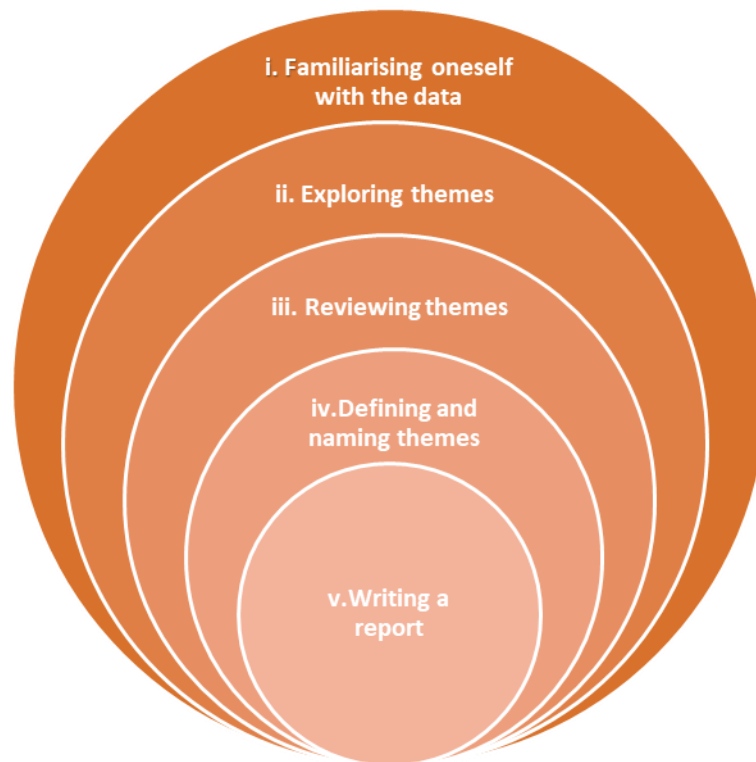 i. Familiarising oneself
with the data
ii. Exploring themes
iii. Reviewing themes
iv.Defining and
naming themes
v.Writing a
report